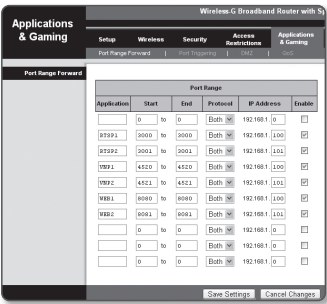 Wireless-G Broadband Router with Sp
Applications & Gaming
Setup Wireless Security Access Restrictions Applications & Gaming
Port Range Forward | Port Triggering | DMZ | QoS
Port Range Forward
Port Range
Application Start End Protocol IP Address Enable
0 to 0 Both 192.168.1. 0
RTSP1 3000 to 3000 Both 192.168.1. 100
RTSP2 3001 to 3001 Both 192.168.1. 101
VNP1 4520 to 4520 Both 192.168.1. 100
VNP2 4521 to 4521 Both 192.168.1. 101
WEB1 8080 to 8080 Both 192.168.1. 100
WEB2 8081 to 8081 Both 192.168.1. 101
0 to 0 Both 192.168.1. 0
0 to 0 Both 192.168.1. 0
0 to 0 Both 192.168.1. 0
Save Settings Cancel Changes